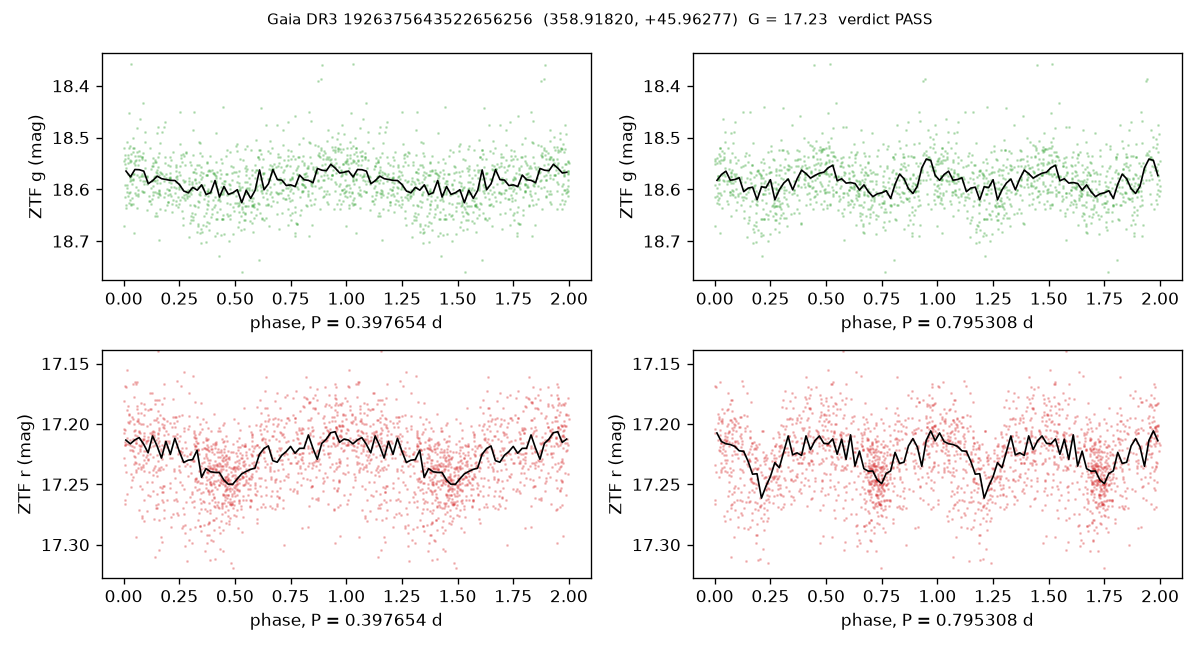 Gaia DR3 1926375643522656256 (358.91820, +45.96277) G = 17.23 verdict PASS
ZTF g (mag)
18.4
18.5
18.6
18.7
0.00 0.25 0.50 0.75 1.00 1.25 1.50 1.75 2.00
phase, P = 0.397654 d
ZTF g (mag)
18.4
18.5
18.6
18.7
0.00 0.25 0.50 0.75 1.00 1.25 1.50 1.75 2.00
phase, P = 0.795308 d
ZTF r (mag)
17.15
17.20
17.25
17.30
0.00 0.25 0.50 0.75 1.00 1.25 1.50 1.75 2.00
phase, P = 0.397654 d
ZTF r (mag)
17.15
17.20
17.25
17.30
0.00 0.25 0.50 0.75 1.00 1.25 1.50 1.75 2.00
phase, P = 0.795308 d